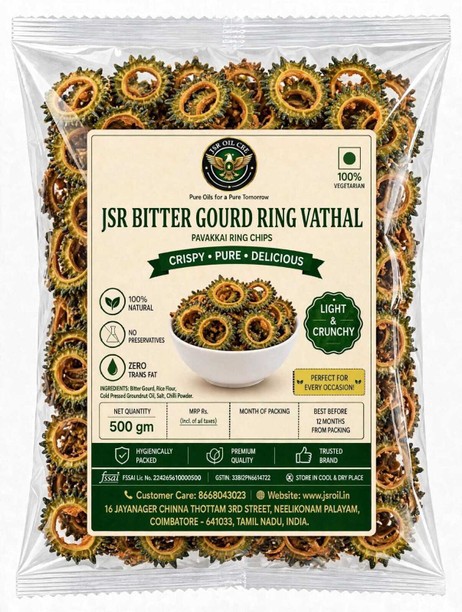 JSR OIL CRE
Pure Oils for a Pure Tomorrow
100%
VEGETARIAN
JSR BITTER GOURD RING VATHAL
PAVAKKAI RING CHIPS
CRISPY • PURE • DELICIOUS
100%
NATURAL
NO
PRESERVATIVES
ZERO
TRANS FAT
LIGHT
&
CRUNCHY
PERFECT FOR
EVERY OCCASION!
INGREDIENTS: Bitter Gourd, Rice Flour,
Cold Pressed Groundnut Oil, Salt, Chilli Powder.
NET QUANTITY
500 gm
MRP Rs.
(Incl. of all taxes)
MONTH OF PACKING
BEST BEFORE
12 MONTHS
FROM PACKING
HYGIENICALLY
PACKED
PREMIUM
QUALITY
TRUSTED
BRAND
fssai FSSAI Lic No. 224265610000500
STORE IN COOL & DRY PLACE
Customer Care: 8668043023 | Website: www.jsroil.in
16 JAYANAGER CHINNA THOTTAM 3RD STREET, NEELIKONAM PALAYAM,
COIMBATORE - 641033, TAMIL NADU, INDIA.